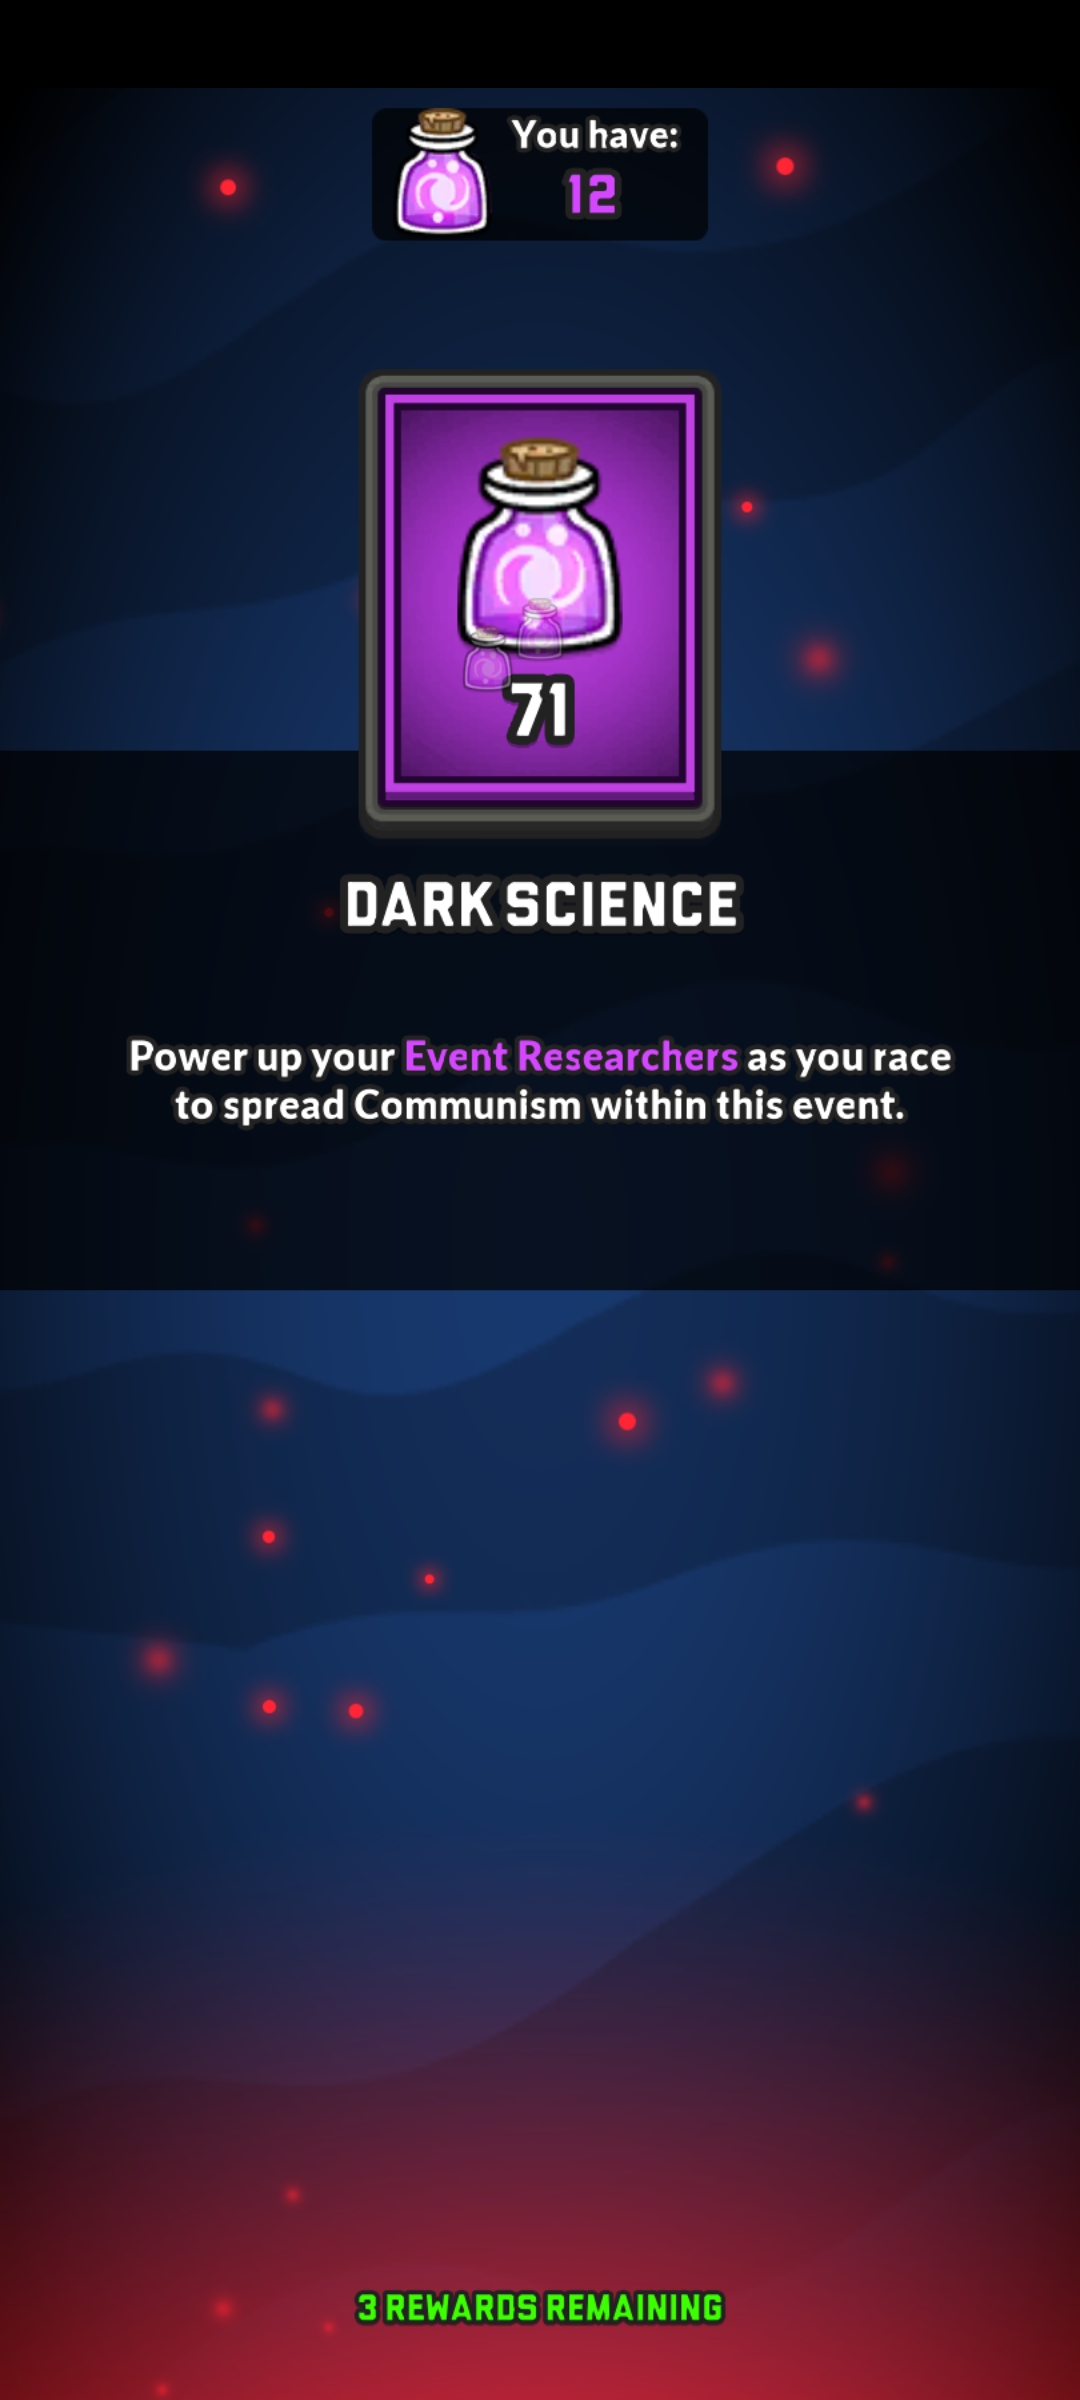 You have:
12
71
DARK SCIENCE
Power up your Event Researchers as you race
to spread Communism within this event.
3 REWARDS REMAINING